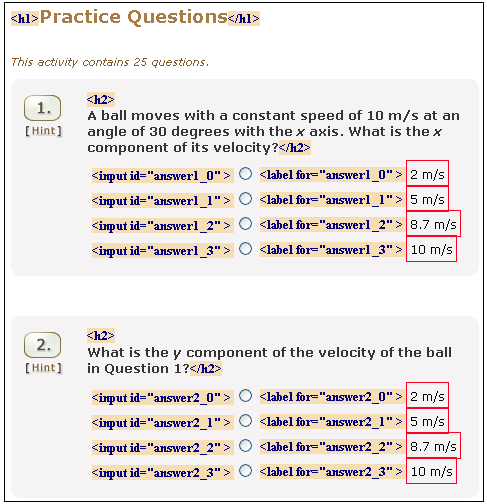 <h1>Practice Questions</h1>
This activity contains 25 questions.
1.
[Hint]
<h2>
A ball moves with a constant speed of 10 m/s at an
angle of 30 degrees with the x axis. What is the x
component of its velocity?</h2>
<input id="answer1_0" > <label for="answer1_0" > 2 m/s
<input id="answer1_1" > <label for="answer1_1" > 5 m/s
<input id="answer1_2" > <label for="answer1_2" > 8.7 m/s
<input id="answer1_3" > <label for="answer1_3" > 10 m/s
2.
[Hint]
<h2>
What is the y component of the velocity of the ball
in Question 1?</h2>
<input id="answer2_0" > <label for="answer2_0" > 2 m/s
<input id="answer2_1" > <label for="answer2_1" > 5 m/s
<input id="answer2_2" > <label for="answer2_2" > 8.7 m/s
<input id="answer2_3" > <label for="answer2_3" > 10 m/s